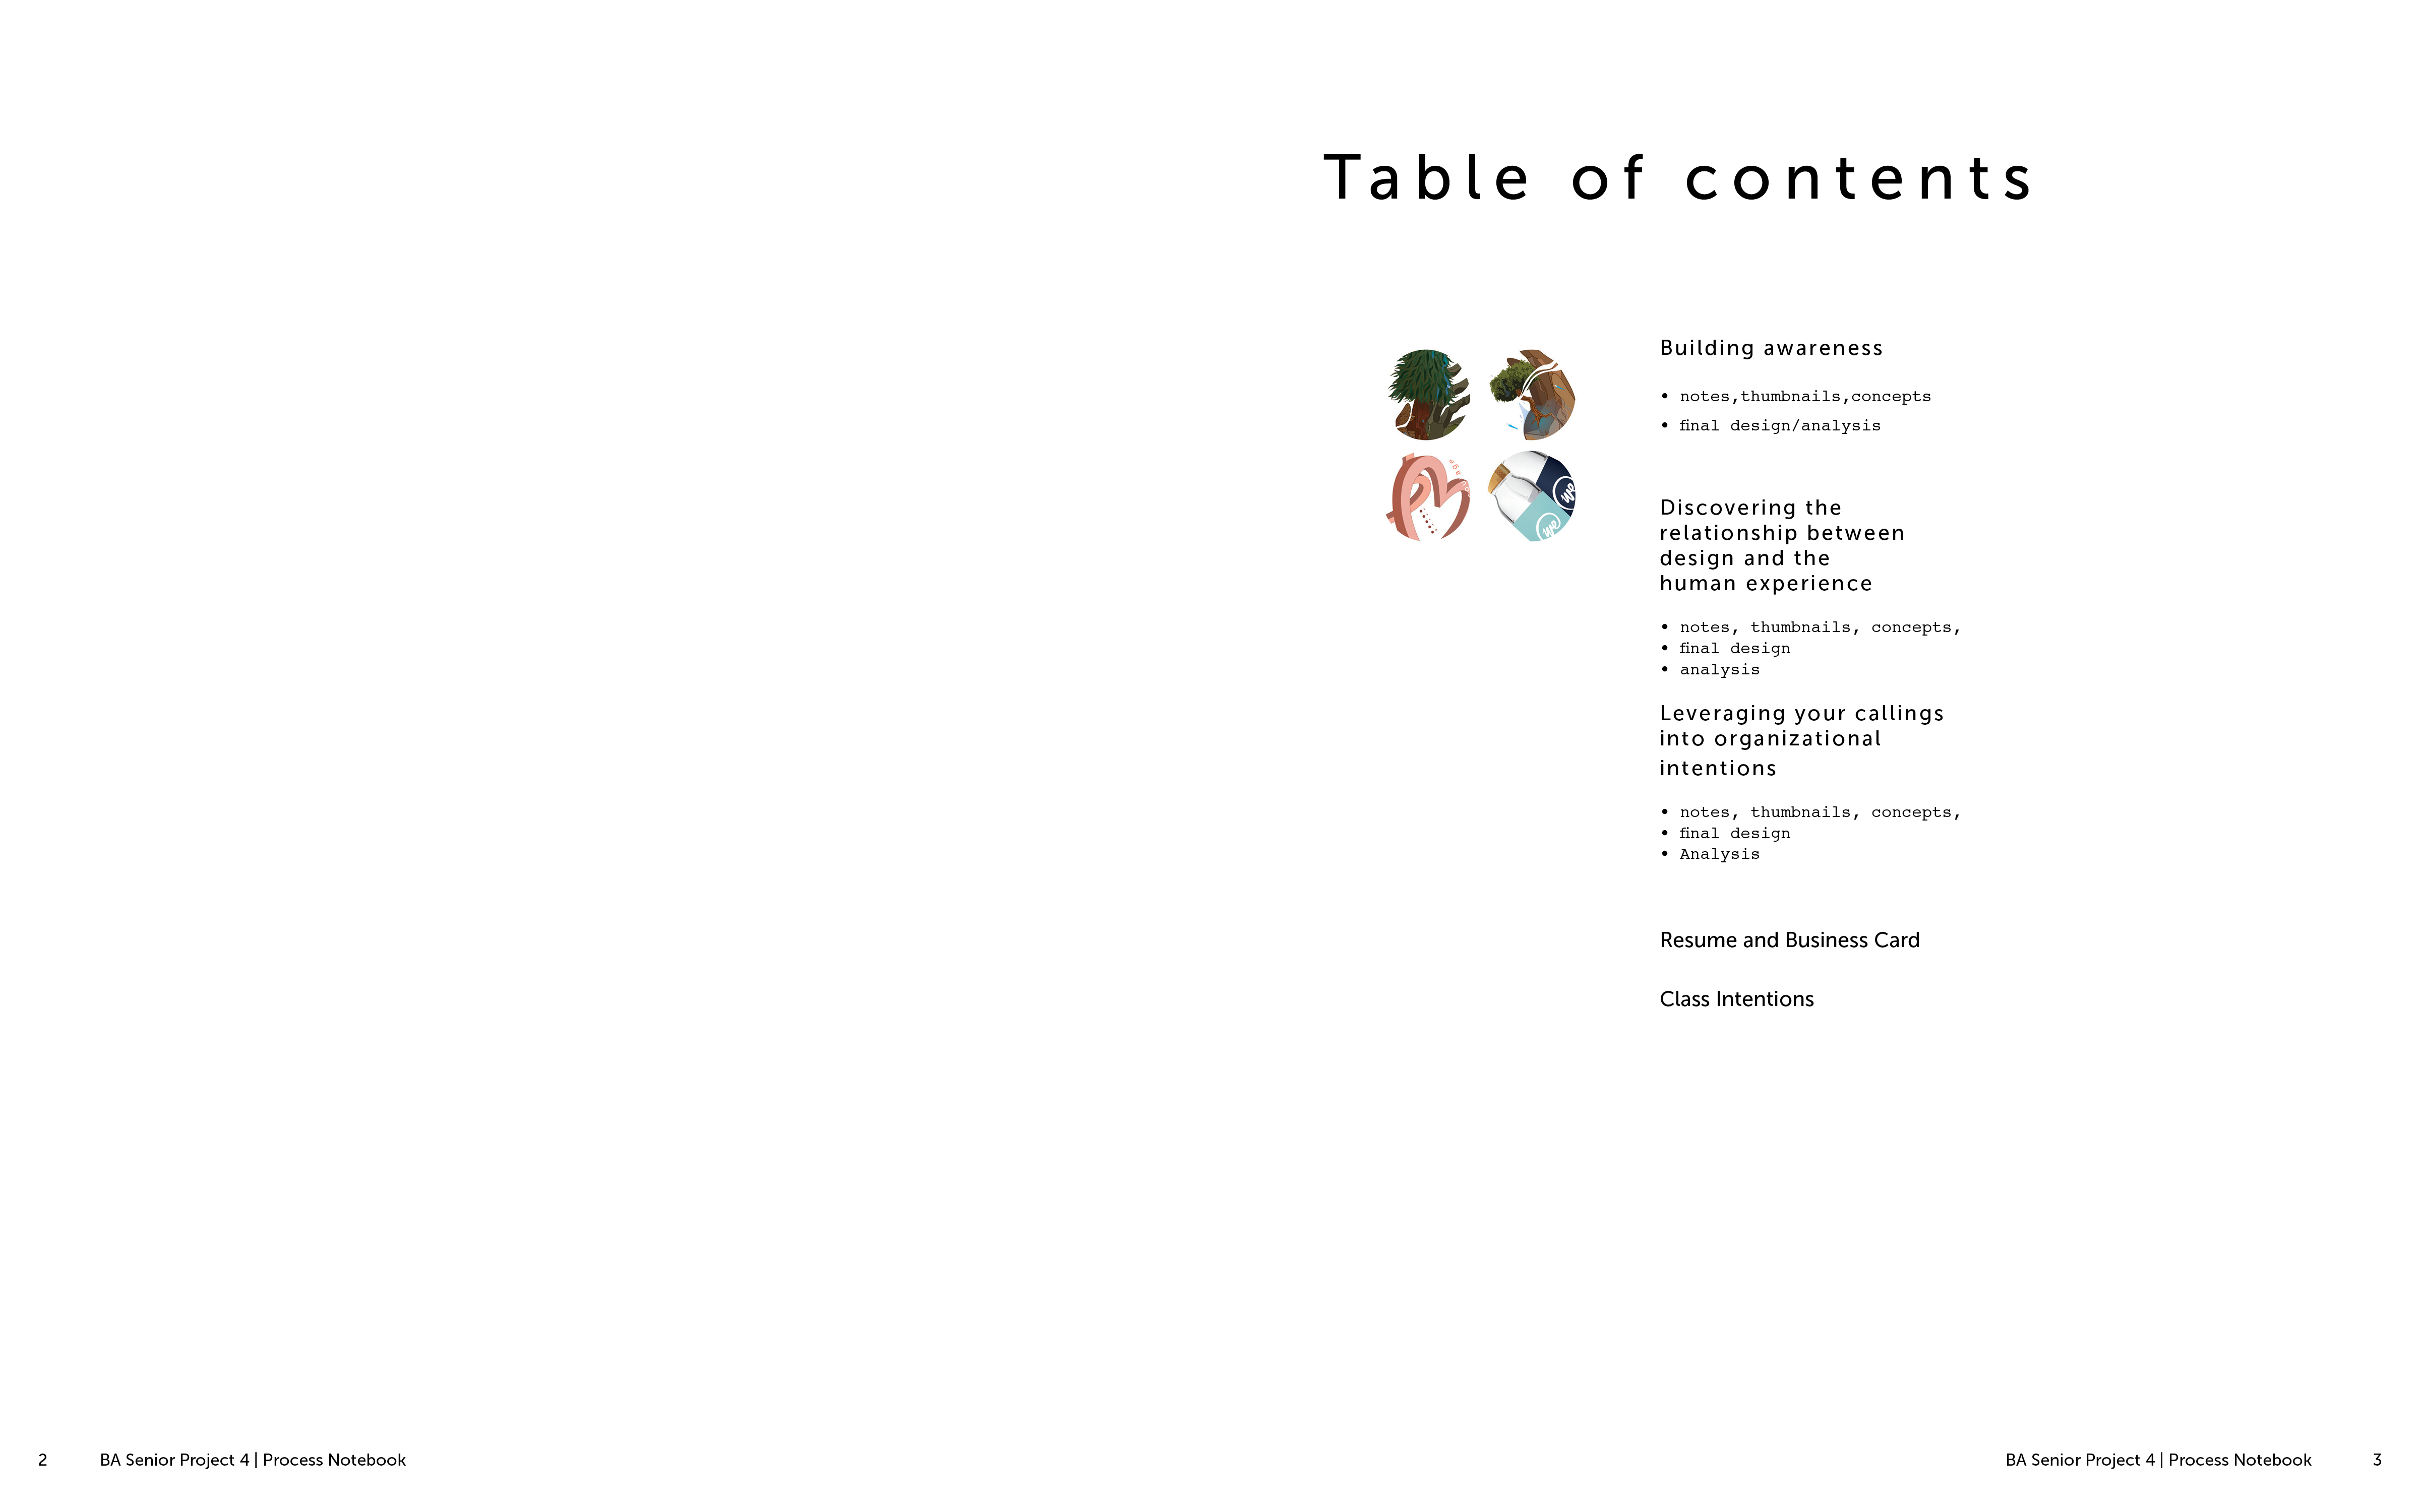 Table of contents
Building awareness
• notes,thumbnails,concepts
• final design/analysis
Discovering the
relationship between
design and the
human experience
• notes, thumbnails, concepts,
• final design
• analysis
Leveraging your callings
into organizational
intentions
• notes, thumbnails, concepts,
• final design
• Analysis
Resume and Business Card
Class Intentions
2 BA Senior Project 4 | Process Notebook
BA Senior Project 4 | Process Notebook 3